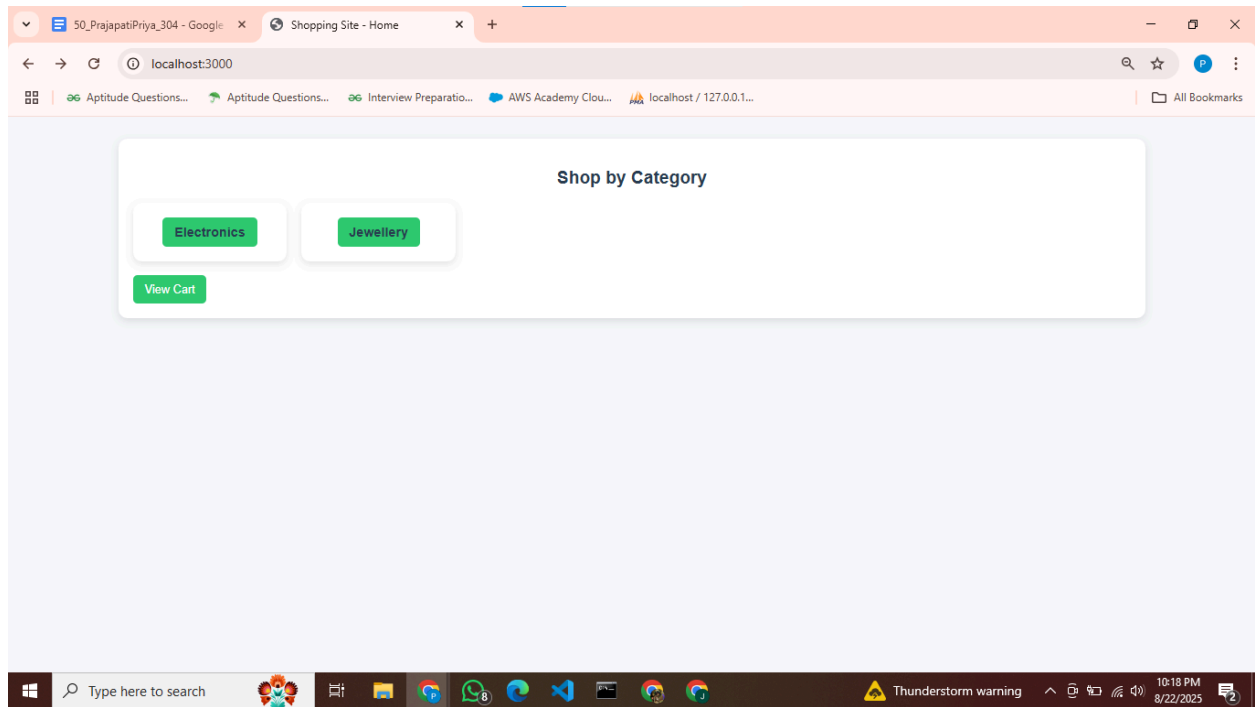 50_PrajapatiPriya_304 - Google
Shopping Site - Home
localhost:3000
P
Aptitude Questions... Aptitude Questions... Interview Preparatio... AWS Academy Clou... localhost / 127.0.0.1... All Bookmarks
Shop by Category
Electronics Jewellery
View Cart
Type here to search
8
Thunderstorm warning
10:18 PM
8/22/2025
2